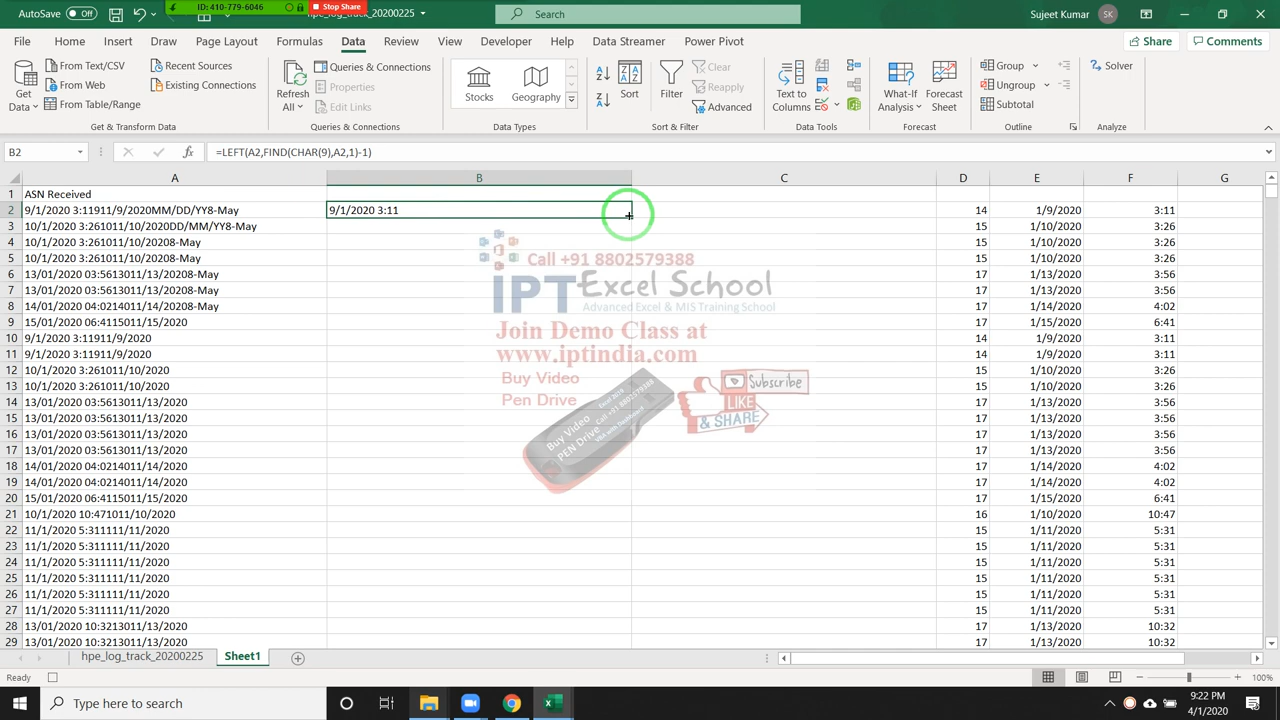 ID: 410-779-6046 Stop Share
AutoSave Off hpe_log_track_20200225 Search Sujeet Kumar SK
File Home Insert Draw Page Layout Formulas Data Review View Developer Help Data Streamer Power Pivot Share Comments
Get Data From Text/CSV From Web From Table/Range Recent Sources Existing Connections
Refresh All Queries & Connections Properties Edit Links
Stocks Geography
Sort Filter Clear Reapply Advanced
Text to Columns
What-If Analysis Forecast Sheet
Group Ungroup Subtotal
Solver
Get & Transform Data Queries & Connections Data Types Sort & Filter Data Tools Forecast Outline Analyze
B2 fx =LEFT(A2,FIND(CHAR(9),A2,1)-1)
A B C D E F G
1 ASN Received
2 9/1/2020 3:11911/9/2020MM/DD/YY8-May 9/1/2020 3:11 14 1/9/2020 3:11
3 10/1/2020 3:261011/10/2020DD/MM/YY8-May 15 1/10/2020 3:26
4 10/1/2020 3:261011/10/20208-May 15 1/10/2020 3:26
5 10/1/2020 3:261011/10/20208-May 15 1/10/2020 3:26
6 13/01/2020 03:5613011/13/20208-May 17 1/13/2020 3:56
7 13/01/2020 03:5613011/13/20208-May 17 1/13/2020 3:56
8 14/01/2020 04:0214011/14/20208-May 17 1/14/2020 4:02
9 15/01/2020 06:4115011/15/2020 17 1/15/2020 6:41
10 9/1/2020 3:11911/9/2020 14 1/9/2020 3:11
11 9/1/2020 3:11911/9/2020 14 1/9/2020 3:11
12 10/1/2020 3:261011/10/2020 15 1/10/2020 3:26
13 10/1/2020 3:261011/10/2020 15 1/10/2020 3:26
14 13/01/2020 03:5613011/13/2020 17 1/13/2020 3:56
15 13/01/2020 03:5613011/13/2020 17 1/13/2020 3:56
16 13/01/2020 03:5613011/13/2020 17 1/13/2020 3:56
17 13/01/2020 03:5613011/13/2020 17 1/13/2020 3:56
18 14/01/2020 04:0214011/14/2020 17 1/14/2020 4:02
19 14/01/2020 04:0214011/14/2020 17 1/14/2020 4:02
20 15/01/2020 06:4115011/15/2020 17 1/15/2020 6:41
21 10/1/2020 10:471011/10/2020 16 1/10/2020 10:47
22 11/1/2020 5:311111/11/2020 15 1/11/2020 5:31
23 11/1/2020 5:311111/11/2020 15 1/11/2020 5:31
24 11/1/2020 5:311111/11/2020 15 1/11/2020 5:31
25 11/1/2020 5:311111/11/2020 15 1/11/2020 5:31
26 11/1/2020 5:311111/11/2020 15 1/11/2020 5:31
27 11/1/2020 5:311111/11/2020 15 1/11/2020 5:31
28 13/01/2020 10:3213011/13/2020 17 1/13/2020 10:32
29 13/01/2020 10:3213011/13/2020 17 1/13/2020 10:32
Call +91 8802579388
IPT Excel School
Advanced Excel & MIS Training School
Join Demo Class at
www.iptindia.com
Buy Video
Pen Drive
Buy Video
PEN Drive
Call +91 8802579388
Subscribe
LIKE
& SHARE
hpe_log_track_20200225 Sheet1
Ready 100%
Type here to search
9:22 PM
4/1/2020